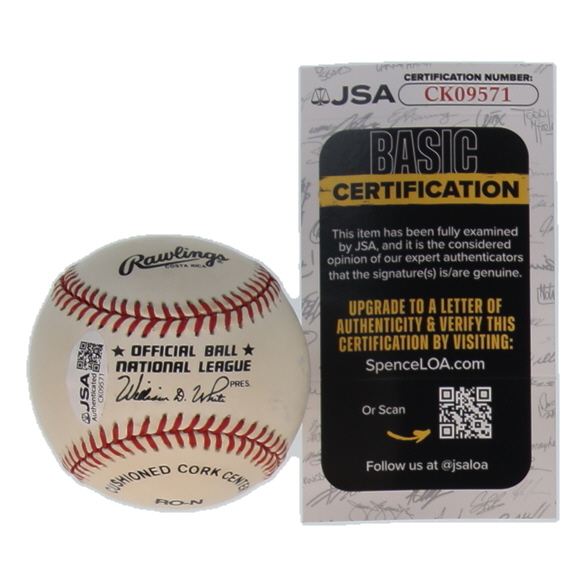 Rawlings
COSTA RICA
★ OFFICIAL BALL ★
NATIONAL LEAGUE
William D. White PRES.
CUSHIONED CORK CENTE
RO-N
JSA
Authenticated
CK09571
JSA
CERTIFICATION NUMBER:
CK09571
BASIC
CERTIFICATION
This item has been fully examined
by JSA, and it is the considered
opinion of our expert authenticators
that the signature(s) is/are genuine.
UPGRADE TO A LETTER OF
AUTHENTICITY & VERIFY THIS
CERTIFICATION BY VISITING:
SpenceLOA.com
Or Scan
Follow us at @jsaloa